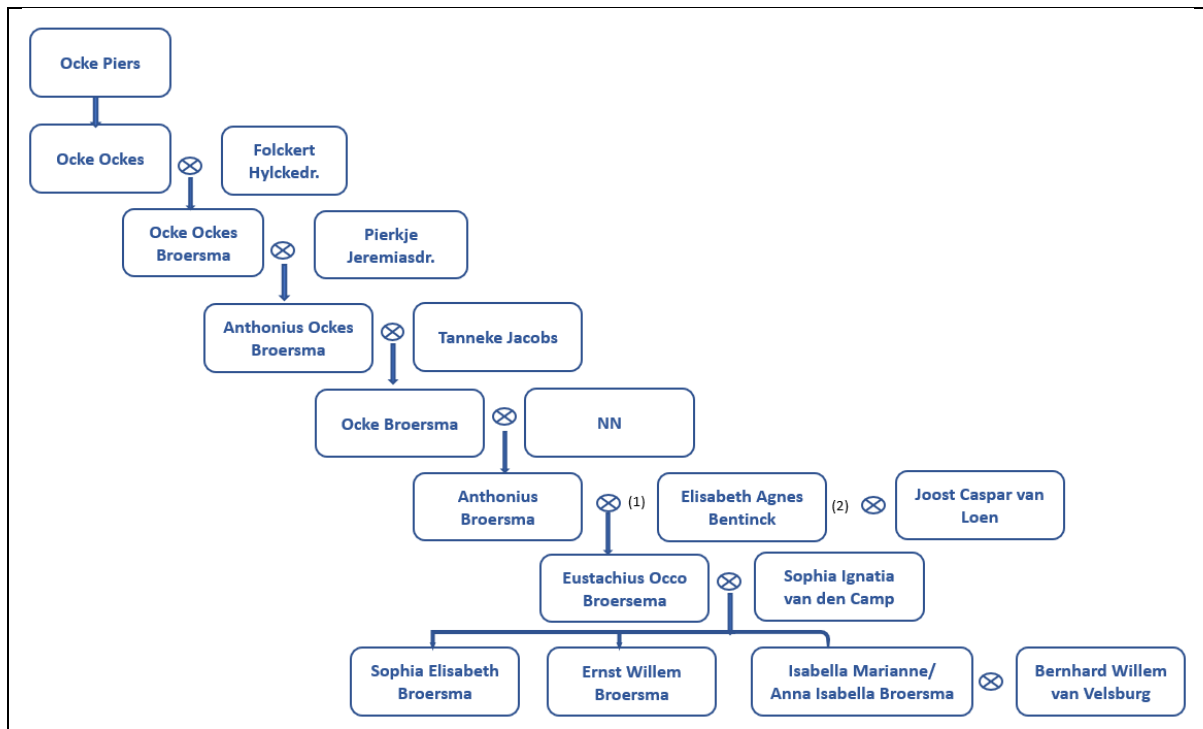 Ocke Piers
Ocke Ockes
Folckert
Hylckedr.
Ocke Ockes
Broersma
Pierkje
Jeremiasdr.
Anthonius Ockes
Broersma
Tanneke Jacobs
Ocke Broersma
NN
Anthonius
Broersma
(1)
Elisabeth Agnes
Bentinck
(2)
Joost Caspar van
Loen
Eustachius Occo
Broersema
Sophia Ignatia
van den Camp
Sophia Elisabeth
Broersma
Ernst Willem
Broersma
Isabella Marianne/
Anna Isabella Broersma
Bernhard Willem
van Velsburg